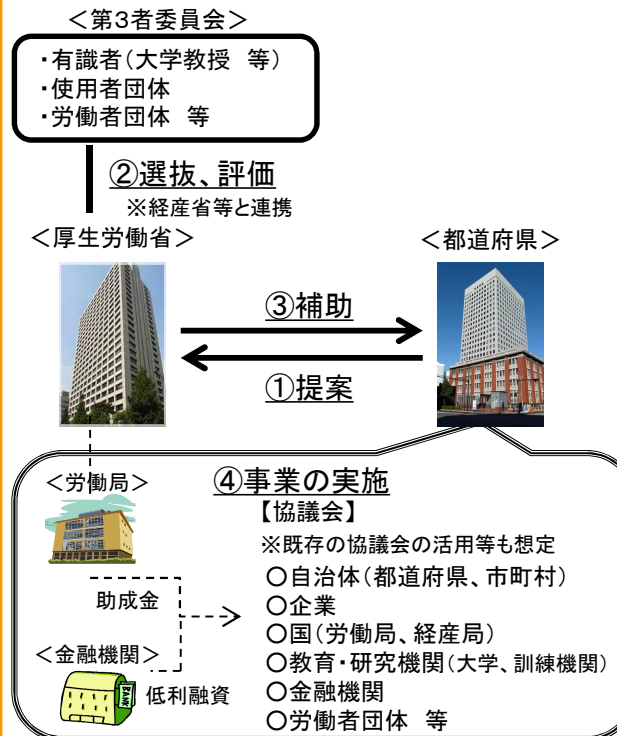 ＜第3者委員会＞
・有識者（大学教授　等）
・使用者団体
・労働者団体　等
②選抜、評価
※経産省等と連携
＜厚生労働省＞
＜都道府県＞
③補助
①提案
＜労働局＞
④事業の実施
【協議会】
※既存の協議会の活用等も想定
○自治体（都道府県、市町村）
○企業
○国（労働局、経産局）
○教育・研究機関（大学、訓練機関）
○金融機関
○労働者団体　等
助成金
＜金融機関＞
BANK
低利融資